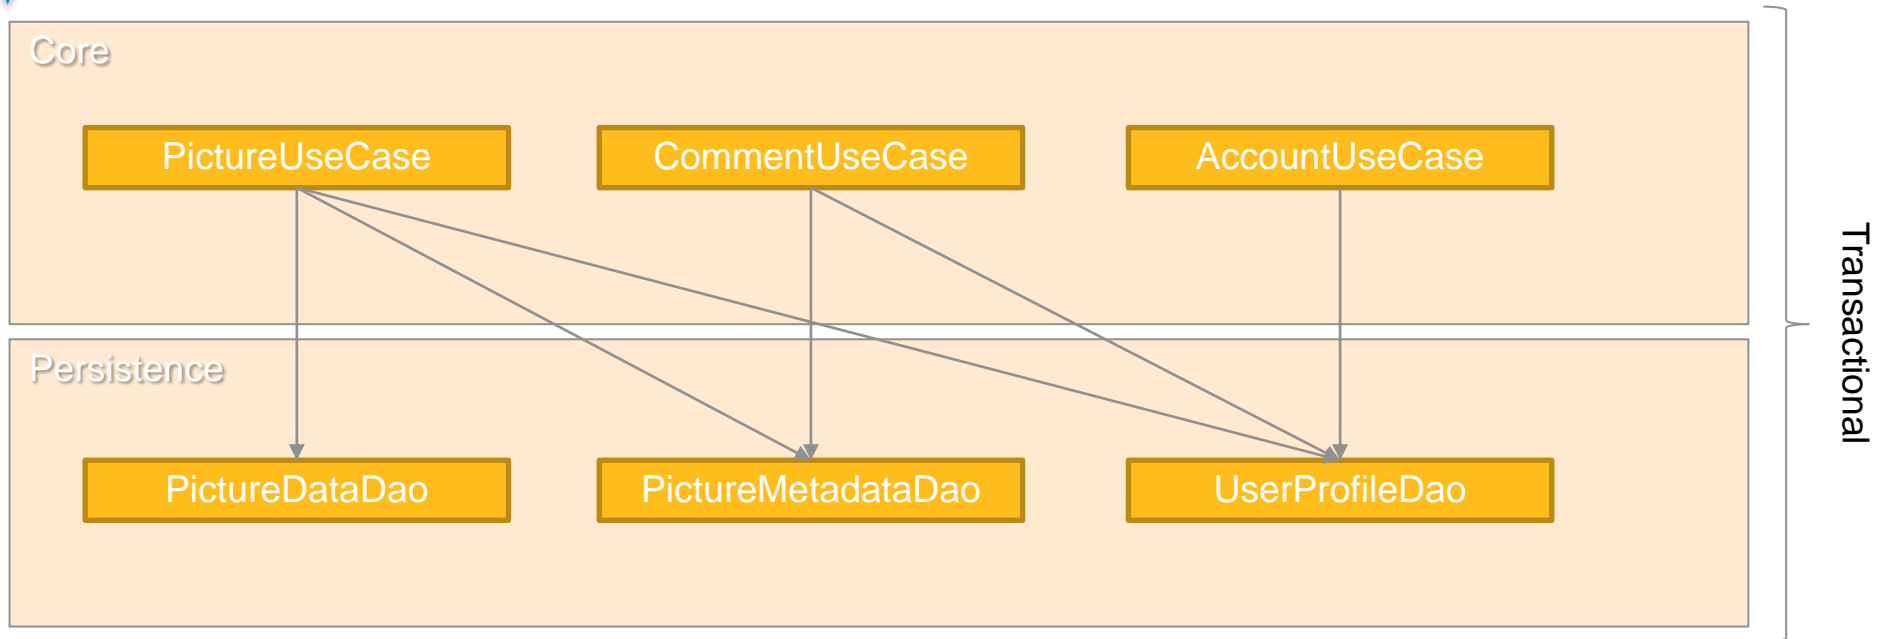 Core
PictureUseCase
CommentUseCase
AccountUseCase
Transactional
Persistence
PictureDataDao
PictureMetadataDao
UserProfileDao